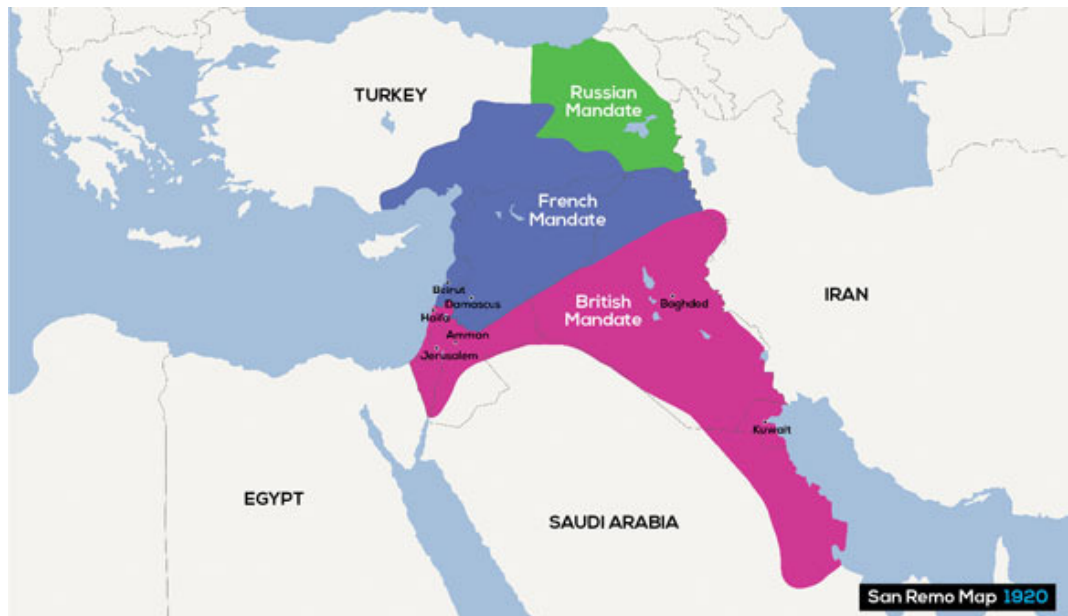 Russian
Mandate
TURKEY
French
Mandate
Beirut
Damascus
Haifa
British
Mandate
Baghdad
IRAN
Amman
Jerusalem
Kuwait
EGYPT
SAUDI ARABIA
San Remo Map 1920